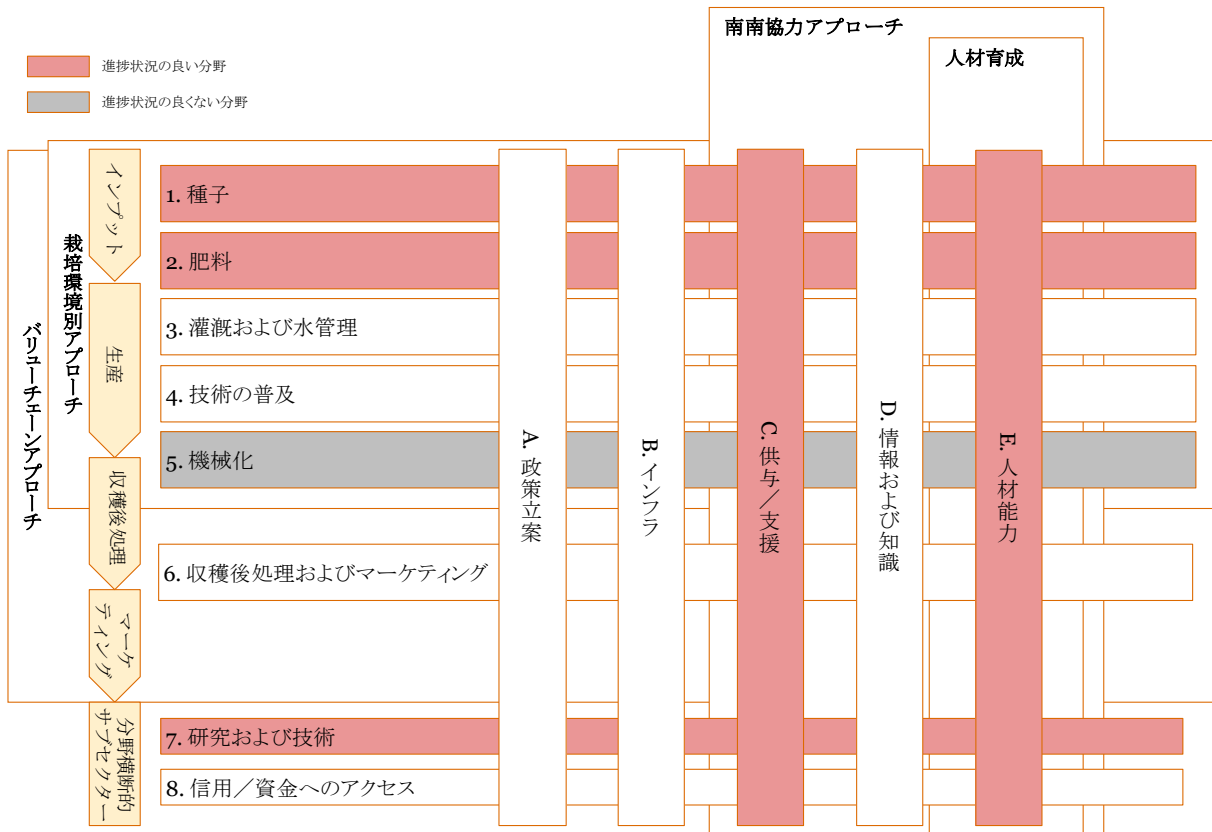 南南協力アプローチ
人材育成
進捗状況の良い分野
進捗状況の良くない分野
バリューチェーンアプローチ
栽培環境別アプローチ
インプット
生産
収穫後処理
マーケ
ティング
分野横断的
サブセクター
1. 種子
2. 肥料
3. 灌漑および水管理
4. 技術の普及
5. 機械化
6. 収穫後処理およびマーケティング
7. 研究および技術
8. 信用／資金へのアクセス
A. 政策立案
B. インフラ
C. 供与／支援
D. 情報および知識
E. 人材能力